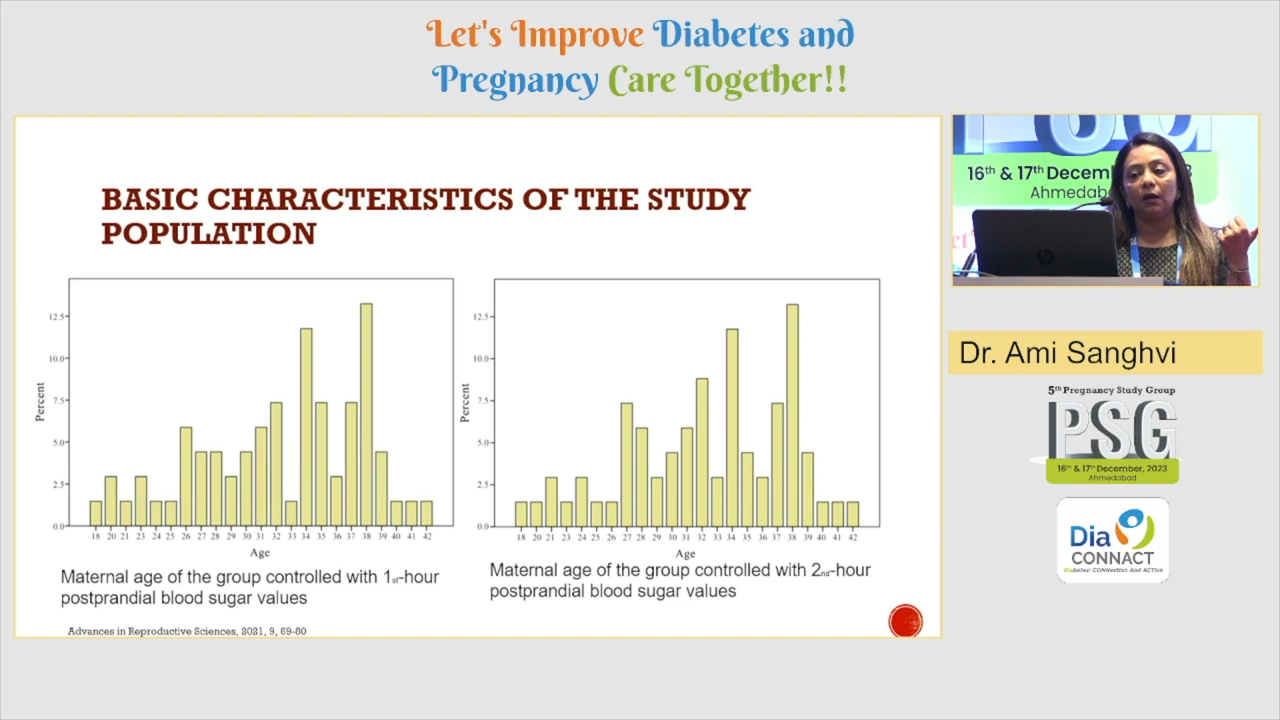 Let's Improve Diabetes and
Pregnancy Care Together!!
BASIC CHARACTERISTICS OF THE STUDY
POPULATION
12.5
10.0
7.5
5.0
2.5
0.0
Percent
18 20 21 23 24 25 26 27 28 29 30 31 32 33 34 35 36 37 38 39 40 41 42
Age
Maternal age of the group controlled with 1st-hour
postprandial blood sugar values
12.5
10.0
7.5
5.0
2.5
0.0
Percent
18 20 21 23 24 25 26 27 28 29 30 31 32 33 34 35 36 37 38 39 40 41 42
Age
Maternal age of the group controlled with 2nd-hour
postprandial blood sugar values
Advances in Reproductive Sciences, 2021, 9, 69-80
16th & 17th Decem
Ahmedaba
hp
Dr. Ami Sanghvi
5th Pregnancy Study Group
PSG
16th & 17th December, 2023
Ahmedabad
Dia
CONNACT
Diabetes: CONNection And ACTion